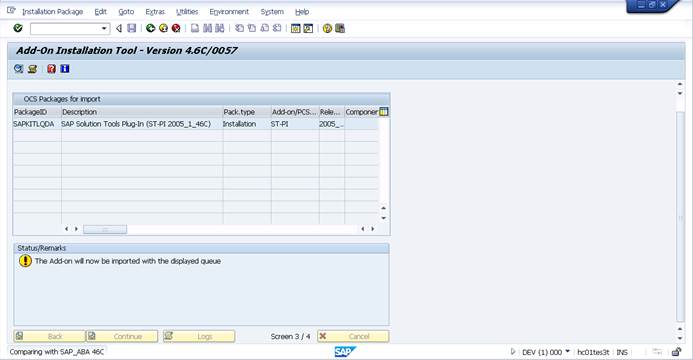 Installation Package Edit Goto Extras Utilities Environment System Help
Add-On Installation Tool - Version 4.6C/0057
OCS Packages for import
PackageID Description Pack.type Add-on/PCS... Rele... Componer
SAPKITLQDA SAP Solution Tools Plug-In (ST-PI 2005_1_46C) Installation ST-PI 2005_...
Status/Remarks
The Add-on will now be imported with the displayed queue
Back Continue Logs Screen 3 / 4 Cancel
Comparing with SAP_ABA 46C SAP DEV (1) 000 hc01tes3t INS